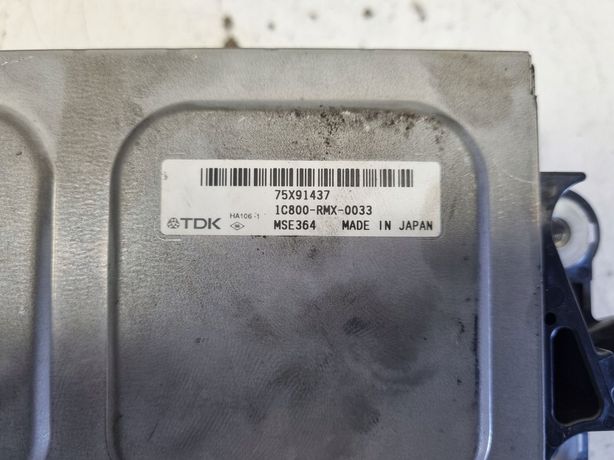 75X91437
1C800-RMX-0033
TDK HA106-1 MSE364 MADE IN JAPAN